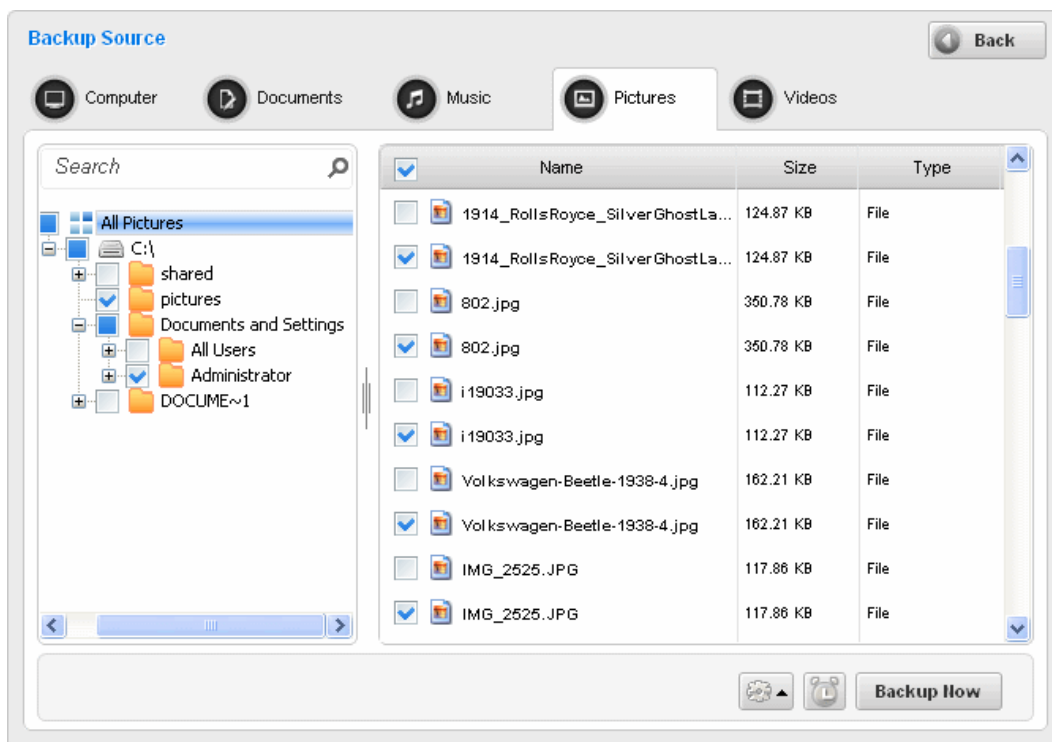 Backup Source
Back
Computer Documents Music Pictures Videos
Search
All Pictures
C:\
shared
pictures
Documents and Settings
All Users
Administrator
DOCUME~1
Name Size Type
1914_RollsRoyce_SilverGhostLa... 124.87 KB File
1914_RollsRoyce_SilverGhostLa... 124.87 KB File
802.jpg 350.78 KB File
802.jpg 350.78 KB File
i19033.jpg 112.27 KB File
i19033.jpg 112.27 KB File
Volkswagen-Beetle-1938-4.jpg 162.21 KB File
Volkswagen-Beetle-1938-4.jpg 162.21 KB File
IMG_2525.JPG 117.86 KB File
IMG_2525.JPG 117.86 KB File
Backup Now